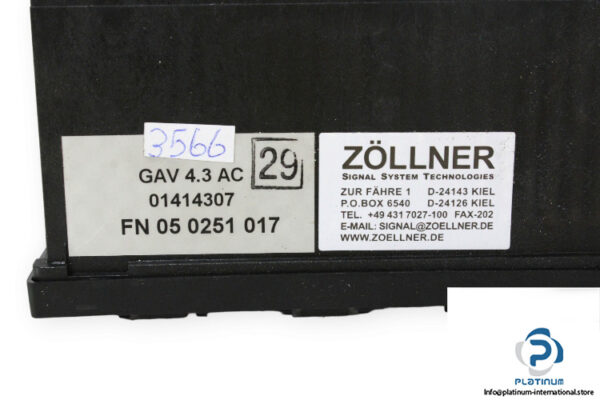 3566
29
GAV 4.3 AC
01414307
FN 05 0251 017
ZÖLLNER
SIGNAL SYSTEM TECHNOLOGIES
ZUR FÄHRE 1 D-24143 KIEL
P.O.BOX 6540 D-24126 KIEL
TEL. +49 431 7027-100 FAX-202
E-MAIL: SIGNAL@ZOELLNER.DE
WWW.ZOELLNER.DE
PLATINUM
Info@platinum-international.store